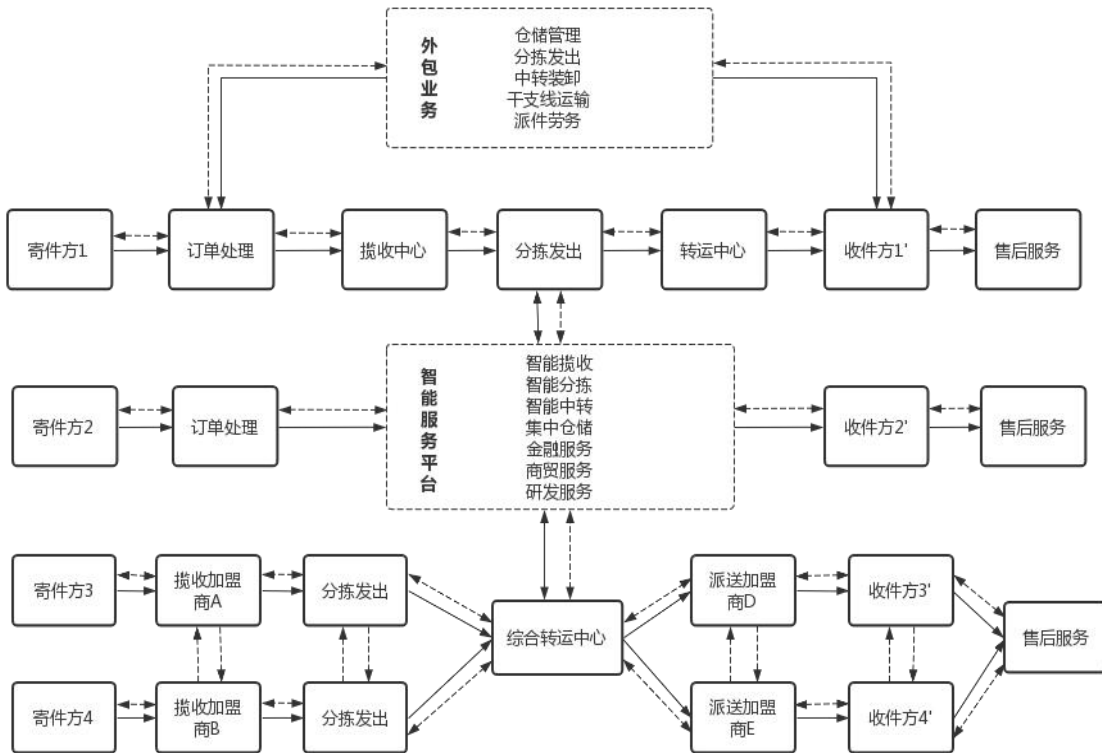 外包业务
仓储管理
分拣发出
中转装卸
干支线运输
派件劳务
寄件方1
订单处理
揽收中心
分拣发出
转运中心
收件方1'
售后服务
智能服务平台
智能揽收
智能分拣
智能中转
集中仓储
金融服务
商贸服务
研发服务
寄件方2
订单处理
收件方2'
售后服务
寄件方3
揽收加盟
商A
分拣发出
综合转运中心
派送加盟
商D
收件方3'
售后服务
寄件方4
揽收加盟
商B
分拣发出
派送加盟
商E
收件方4'